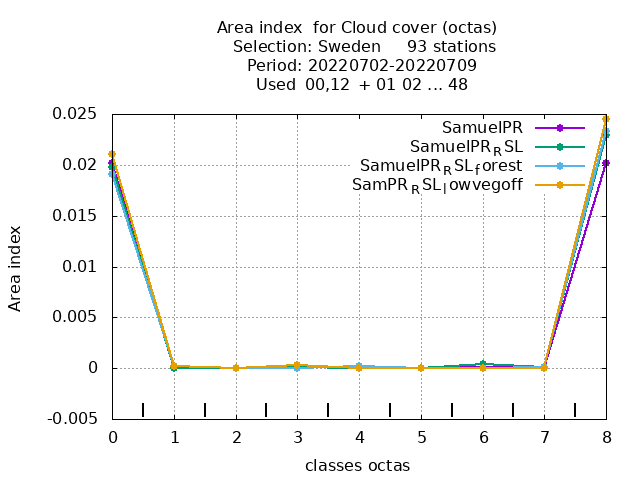 Area index  for Cloud cover (octas)
Selection: Sweden     93 stations
Period: 20220702-20220709
Used  00,12  + 01 02 ... 48
SamuelPR
SamuelPR_RSL
SamuelPR_RSL_forest
SamPR_RSL_lowvegoff
0.025
0.02
0.015
0.01
0.005
0
-0.005
Area index
0 1 2 3 4 5 6 7 8
classes octas